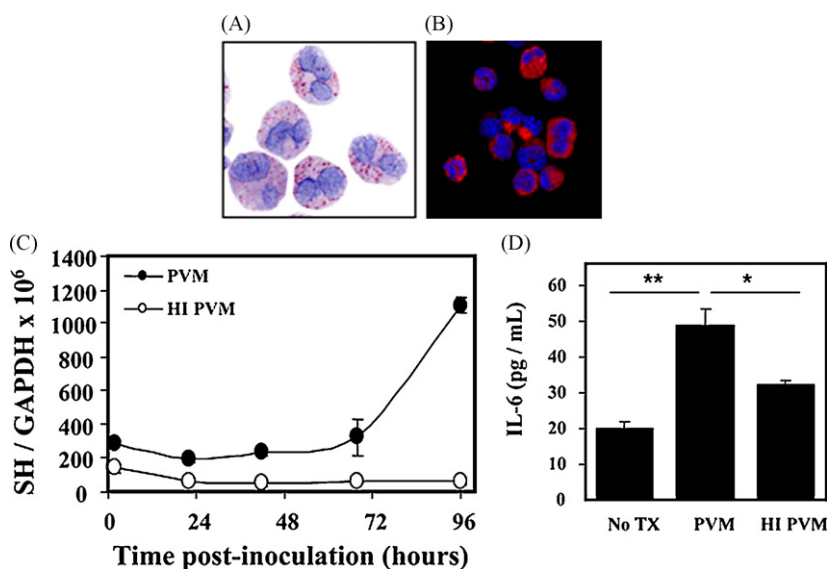 (A)
(B)
(C)
1400
1200
1000
800
600
400
200
0
SH / GAPDH x 10⁶
PVM
HI PVM
0 24 48 72 96
Time post-inoculation (hours)
(D)
60
50
40
30
20
10
0
IL-6 (pg / mL)
** *
No TX PVM HI PVM